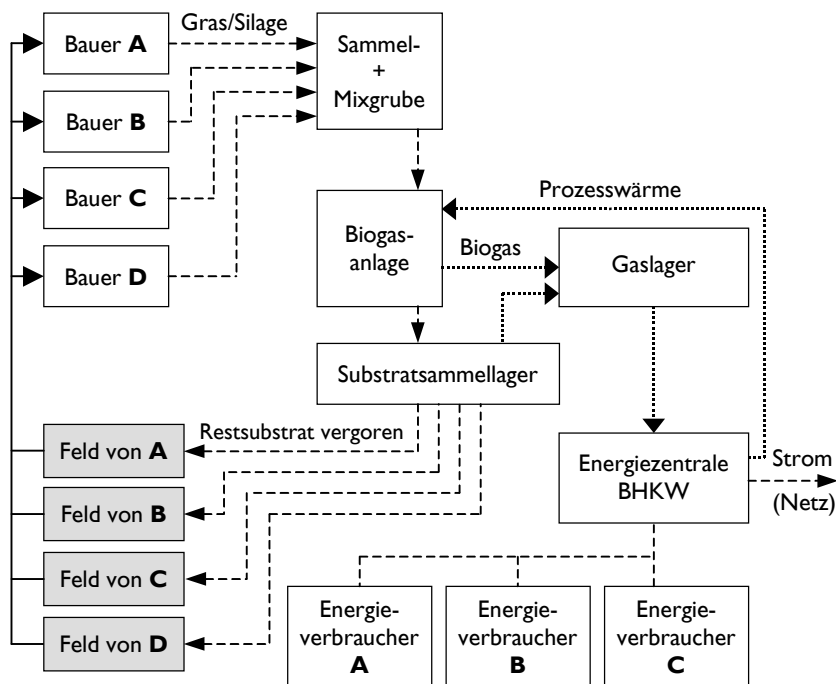 Bauer A
Gras/Silage
Sammel-
+
Mixgrube
Bauer B
Bauer C
Bauer D
Biogas-
anlage
Prozesswärme
Biogas
Gaslager
Substratsammellager
Restsubstrat vergoren
Feld von A
Feld von B
Feld von C
Feld von D
Energiezentrale
BHKW
Strom
(Netz)
Energie-
verbraucher
A
Energie-
verbraucher
B
Energie-
verbraucher
C